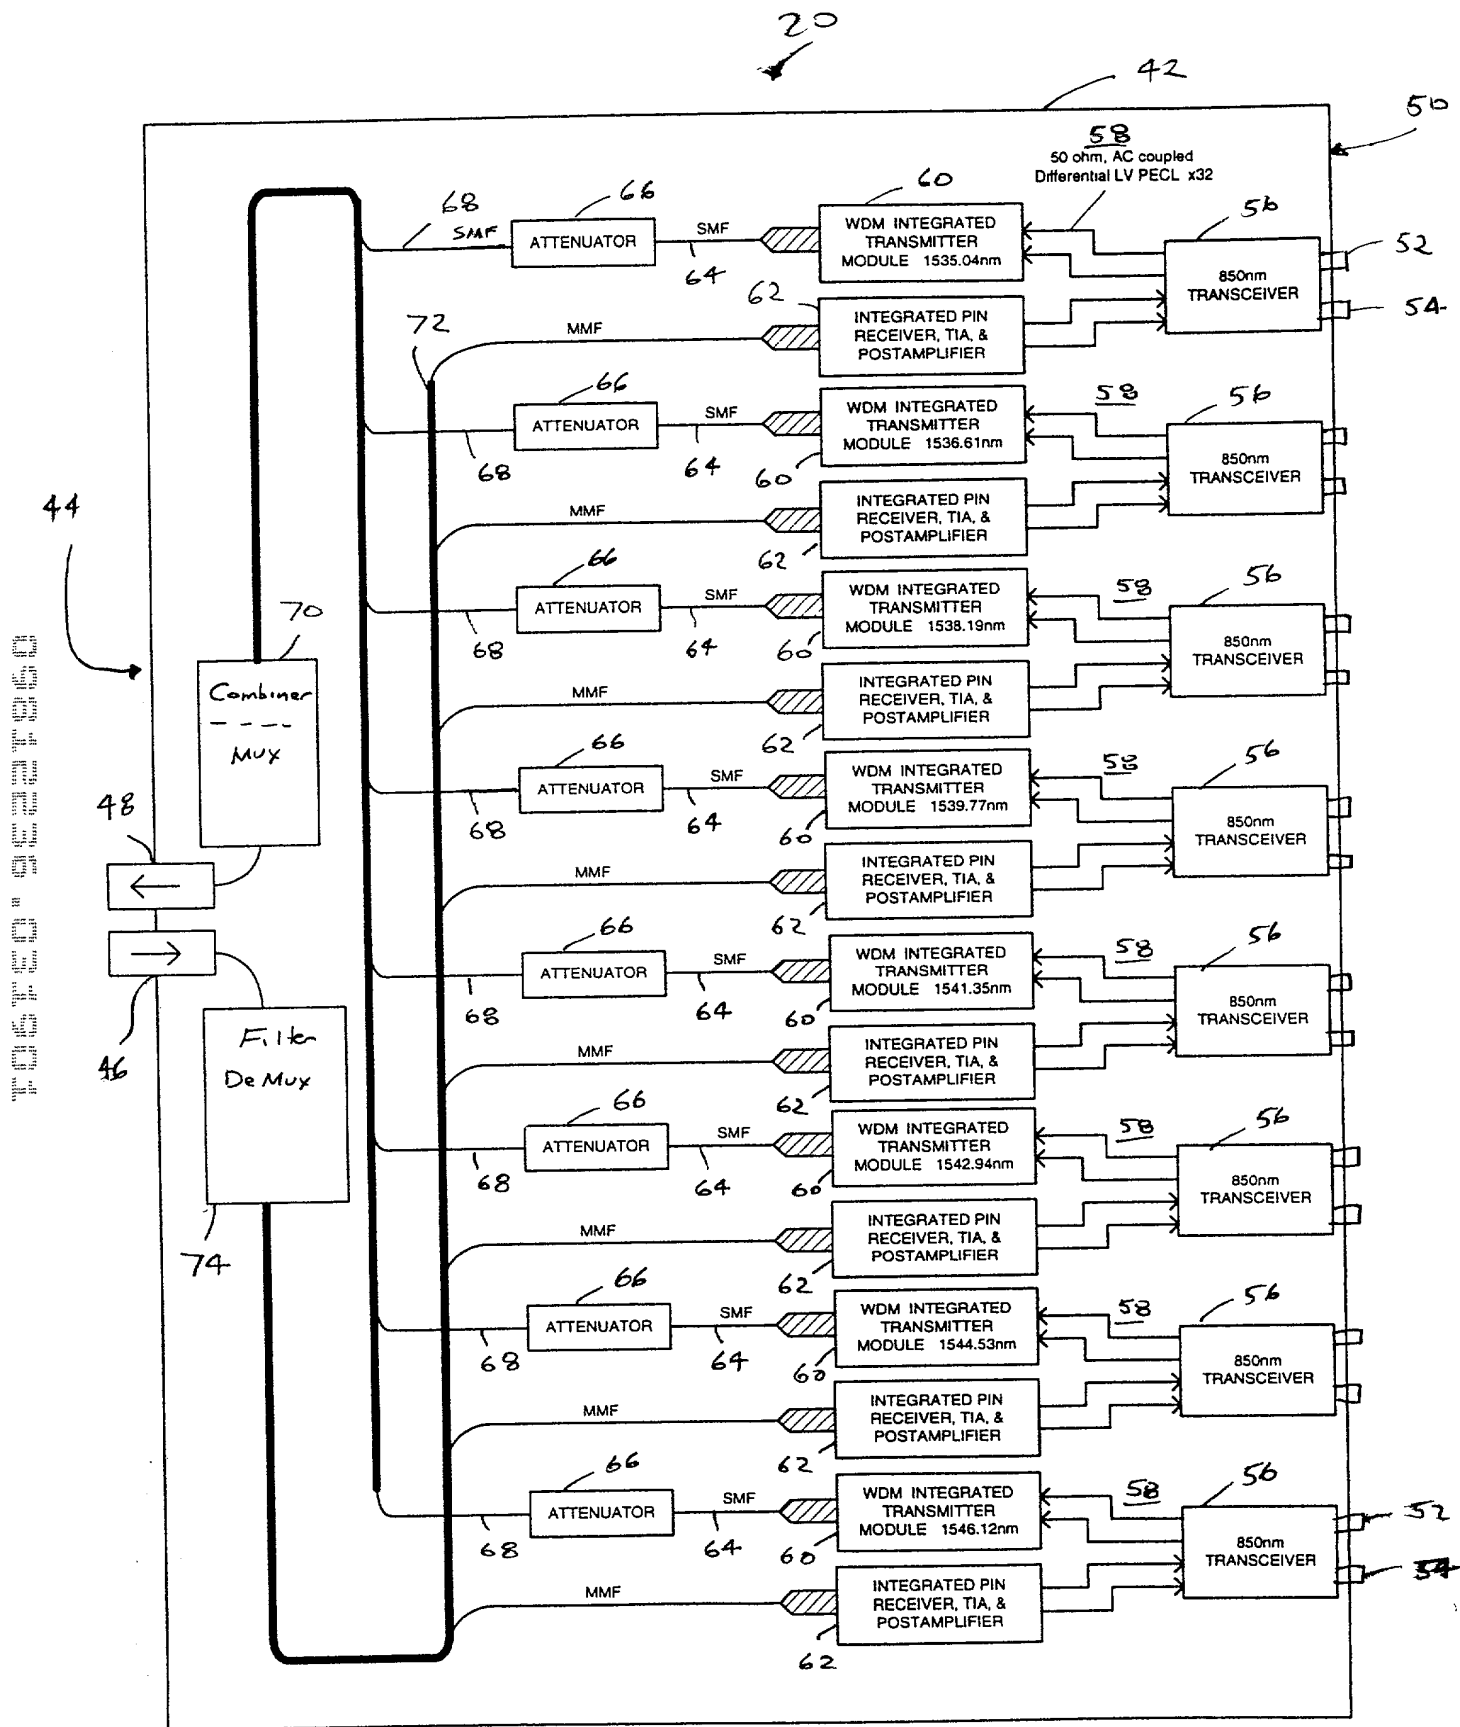 20
42
50
58
50 ohm, AC coupled
Differential LV PECL x32
60
66
68
SMF
ATTENUATOR
SMF
64
WDM INTEGRATED
TRANSMITTER
MODULE 1535.04nm
56
850nm
TRANSCEIVER
52
54
62
72
MMF
INTEGRATED PIN
RECEIVER, TIA, &
POSTAMPLIFIER
66
ATTENUATOR
68
SMF
64
WDM INTEGRATED
TRANSMITTER
MODULE 1536.61nm
60
58
56
850nm
TRANSCEIVER
44
MMF
INTEGRATED PIN
RECEIVER, TIA, &
POSTAMPLIFIER
62
66
ATTENUATOR
68
SMF
64
WDM INTEGRATED
TRANSMITTER
MODULE 1538.19nm
60
58
56
850nm
TRANSCEIVER
70
Combiner
Mux
MMF
INTEGRATED PIN
RECEIVER, TIA, &
POSTAMPLIFIER
62
66
ATTENUATOR
68
SMF
64
WDM INTEGRATED
TRANSMITTER
MODULE 1539.77nm
60
58
56
850nm
TRANSCEIVER
48
MMF
INTEGRATED PIN
RECEIVER, TIA, &
POSTAMPLIFIER
62
66
ATTENUATOR
68
SMF
64
WDM INTEGRATED
TRANSMITTER
MODULE 1541.35nm
60
58
56
850nm
TRANSCEIVER
46
Filter
DeMux
74
MMF
INTEGRATED PIN
RECEIVER, TIA, &
POSTAMPLIFIER
62
66
ATTENUATOR
68
SMF
64
WDM INTEGRATED
TRANSMITTER
MODULE 1542.94nm
60
58
56
850nm
TRANSCEIVER
MMF
INTEGRATED PIN
RECEIVER, TIA, &
POSTAMPLIFIER
62
66
ATTENUATOR
68
SMF
64
WDM INTEGRATED
TRANSMITTER
MODULE 1544.53nm
60
58
56
850nm
TRANSCEIVER
MMF
INTEGRATED PIN
RECEIVER, TIA, &
POSTAMPLIFIER
62
66
ATTENUATOR
68
SMF
64
WDM INTEGRATED
TRANSMITTER
MODULE 1546.12nm
60
58
56
850nm
TRANSCEIVER
52
54
MMF
INTEGRATED PIN
RECEIVER, TIA, &
POSTAMPLIFIER
62
09812236.031901